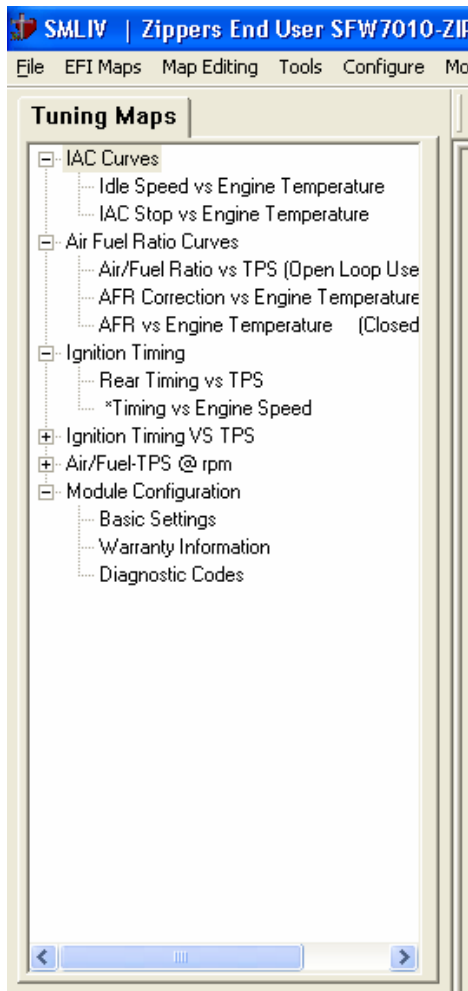 SMLIV | Zippers End User SFW7010-ZIP
File EFI Maps Map Editing Tools Configure Mo
Tuning Maps
IAC Curves
Idle Speed vs Engine Temperature
IAC Stop vs Engine Temperature
Air Fuel Ratio Curves
Air/Fuel Ratio vs TPS (Open Loop Use
AFR Correction vs Engine Temperature
AFR vs Engine Temperature (Closed
Ignition Timing
Rear Timing vs TPS
*Timing vs Engine Speed
Ignition Timing VS TPS
Air/Fuel-TPS @ rpm
Module Configuration
Basic Settings
Warranty Information
Diagnostic Codes